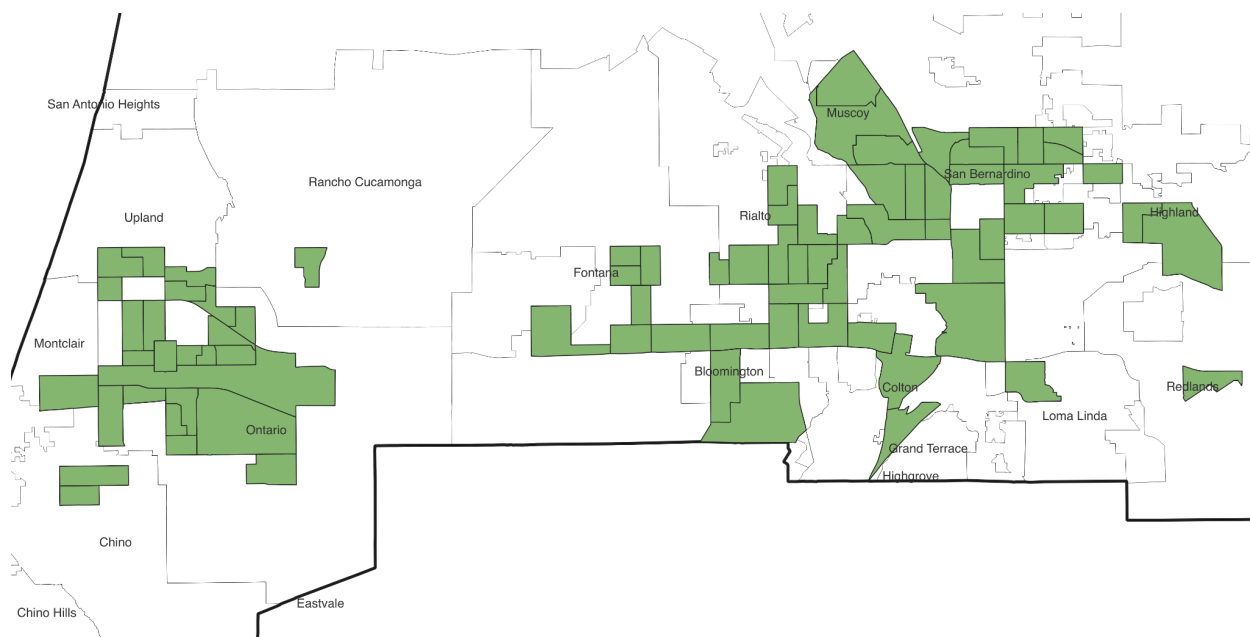 San Antonio Heights
Muscoy
San Bernardino
Rancho Cucamonga
Upland
Rialto
Highland
Fontana
Montclair
Bloomington
Colton
Redlands
Loma Linda
Ontario
Grand Terrace
Highgrove
Chino
Eastvale
Chino Hills